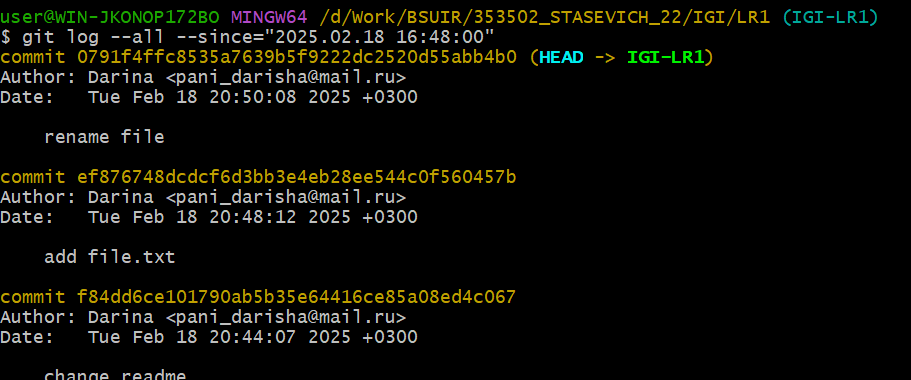 user@WIN-JKONOP172BO MINGW64 /d/Work/BSUIR/353502_STASEVICH_22/IGI/LR1 (IGI-LR1)
$ git log --all --since="2025.02.18 16:48:00"
commit 0791f4ffc8535a7639b5f9222dc2520d55abb4b0 (HEAD -> IGI-LR1)
Author: Darina <pani_darisha@mail.ru>
Date:   Tue Feb 18 20:50:08 2025 +0300
    rename file
commit ef876748dcdcf6d3bb3e4eb28ee544c0f560457b
Author: Darina <pani_darisha@mail.ru>
Date:   Tue Feb 18 20:48:12 2025 +0300
    add file.txt
commit f84dd6ce101790ab5b35e64416ce85a08ed4c067
Author: Darina <pani_darisha@mail.ru>
Date:   Tue Feb 18 20:44:07 2025 +0300
    change readme